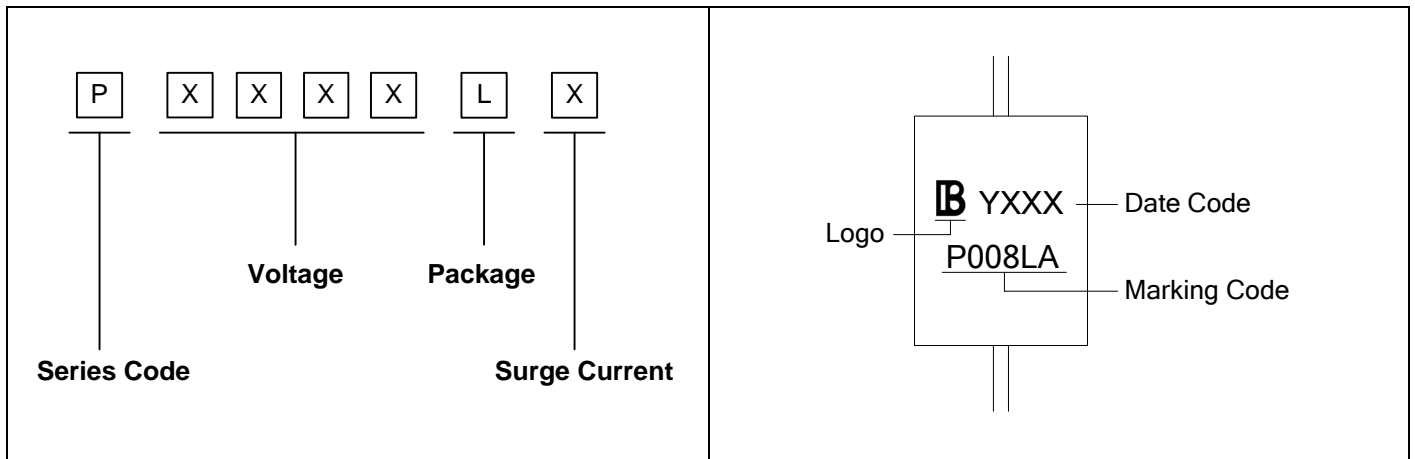 P X X X X L X
Voltage Package
Series Code Surge Current
B YXXX Date Code
Logo
P008LA
Marking Code